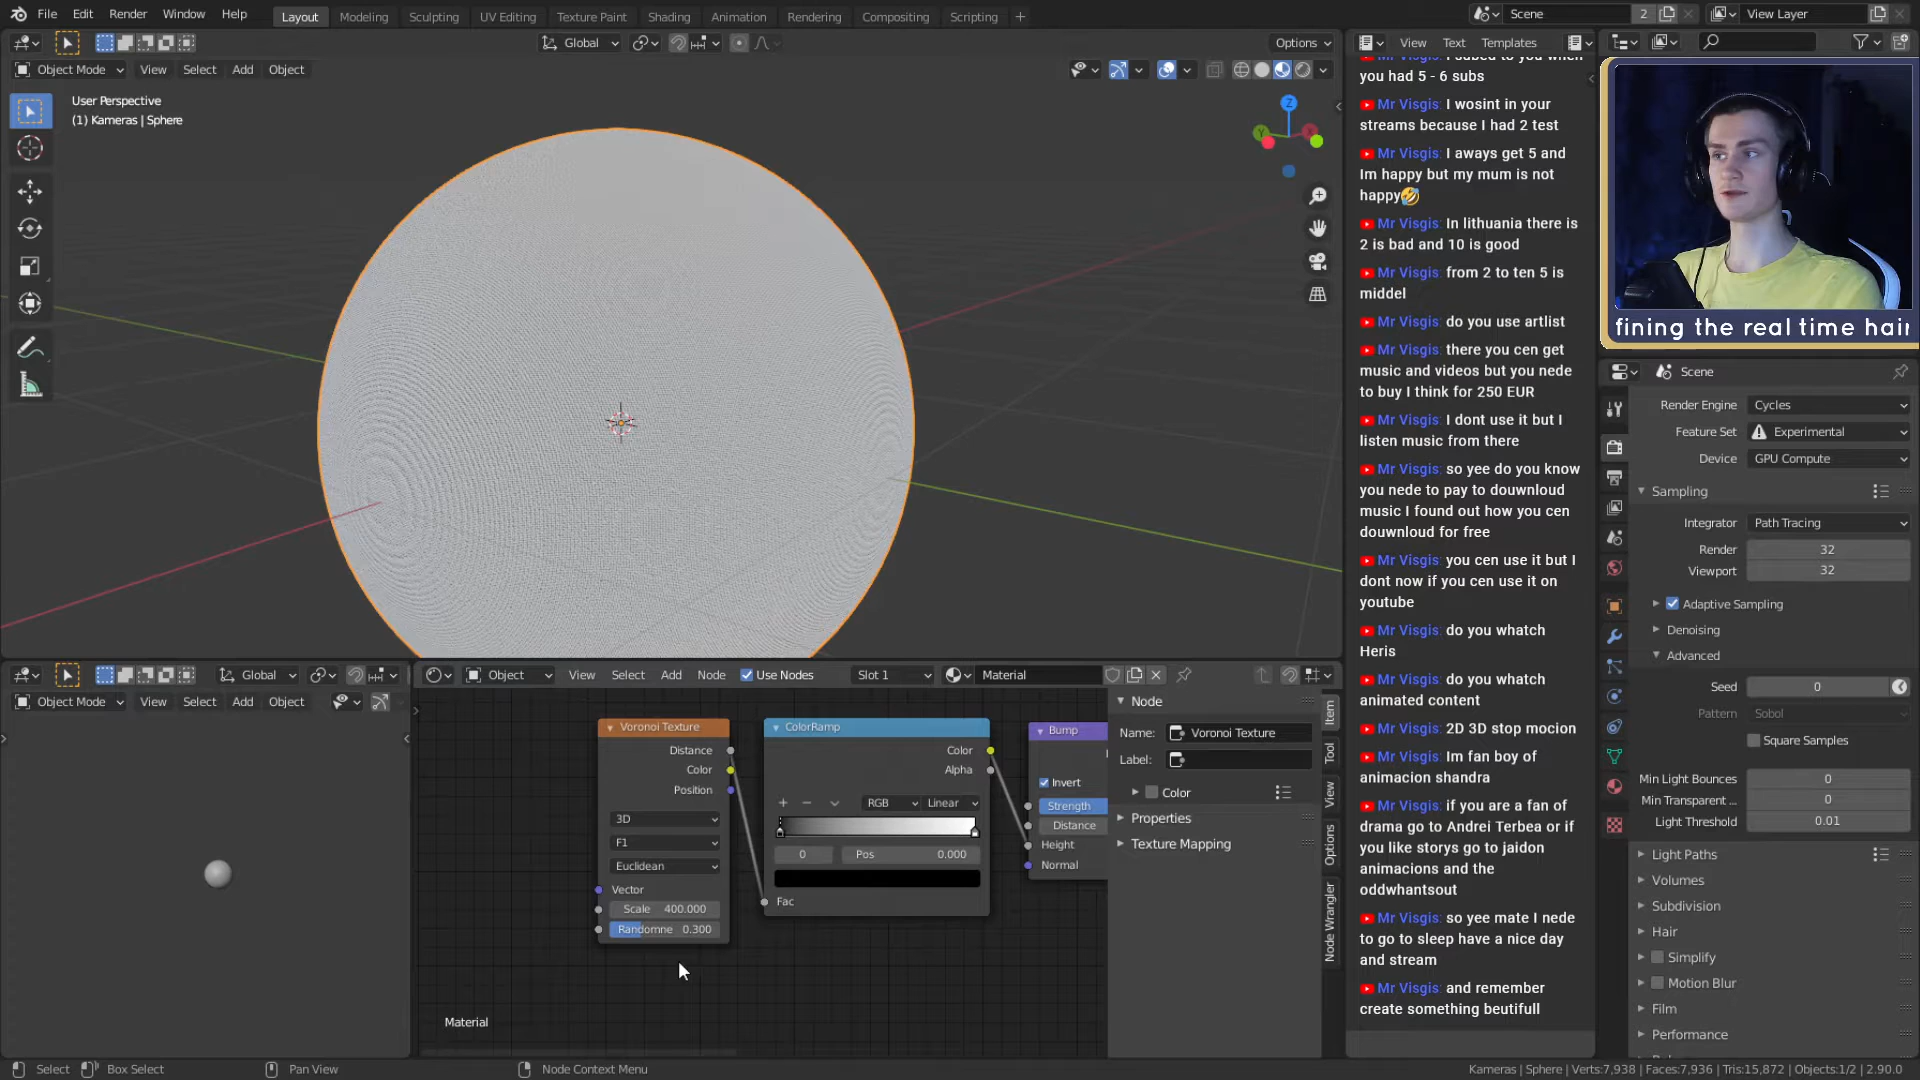 File Edit Render Window Help Layout Modeling Sculpting UV Editing Texture Paint Shading Animation Rendering Compositing Scripting + Scene 2 View Layer
Global Options View Text Templates
Object Mode View Select Add Object
User Perspective
(1) Kameras | Sphere
Z
Y
X
I subed to you when
you had 5 - 6 subs
Mr Visgis: I wosint in your
streams because I had 2 test
Mr Visgis: I aways get 5 and
Im happy but my mum is not
happy🤣
Mr Visgis: In lithuania there is
2 is bad and 10 is good
Mr Visgis: from 2 to ten 5 is
middel
Mr Visgis: do you use artlist
Mr Visgis: there you cen get
music and videos but you nede
to buy I think for 250 EUR
Mr Visgis: I dont use it but I
listen music from there
Mr Visgis: so yee do you know
you nede to pay to douwnloud
music I found out how you cen
douwnloud for free
Mr Visgis: you cen use it but I
dont now if you cen use it on
youtube
Mr Visgis: do you whatch
Heris
Mr Visgis: do you whatch
animated content
Mr Visgis: 2D 3D stop mocion
Mr Visgis: Im fan boy of
animacion shandra
Mr Visgis: if you are a fan of
drama go to Andrei Terbea or if
you like storys go to jaidon
animacions and the
oddwhantsout
Mr Visgis: so yee mate I nede
to go to sleep have a nice day
and stream
Mr Visgis: and remember
create something beutifull
fining the real time hair
Scene
Render Engine Cycles
Feature Set Experimental
Device GPU Compute
Sampling
Integrator Path Tracing
Render 32
Viewport 32
Adaptive Sampling
Denoising
Advanced
Seed 0
Pattern Sobol
Square Samples
Min Light Bounces 0
Min Transparent ... 0
Light Threshold 0.01
Light Paths
Volumes
Subdivision
Hair
Simplify
Motion Blur
Film
Performance
Global
Object Mode View Select Add Object
Object View Select Add Node Use Nodes Slot 1 Material
Voronoi Texture
Distance
Color
Position
3D
F1
Euclidean
Vector
Scale 400.000
Randomne 0.300
ColorRamp
Color
Alpha
+ − RGB Linear
0 Pos 0.000
Fac
Bump
Invert
Strength
Distance
Height
Normal
Node
Name: Voronoi Texture
Label:
Color
Properties
Texture Mapping
Item
Tool
View
Options
Node Wrangler
Material
Select Box Select Pan View Node Context Menu Kameras | Sphere | Verts:7,938 | Faces:7,936 | Tris:15,872 | Objects:1/2 | 2.90.0